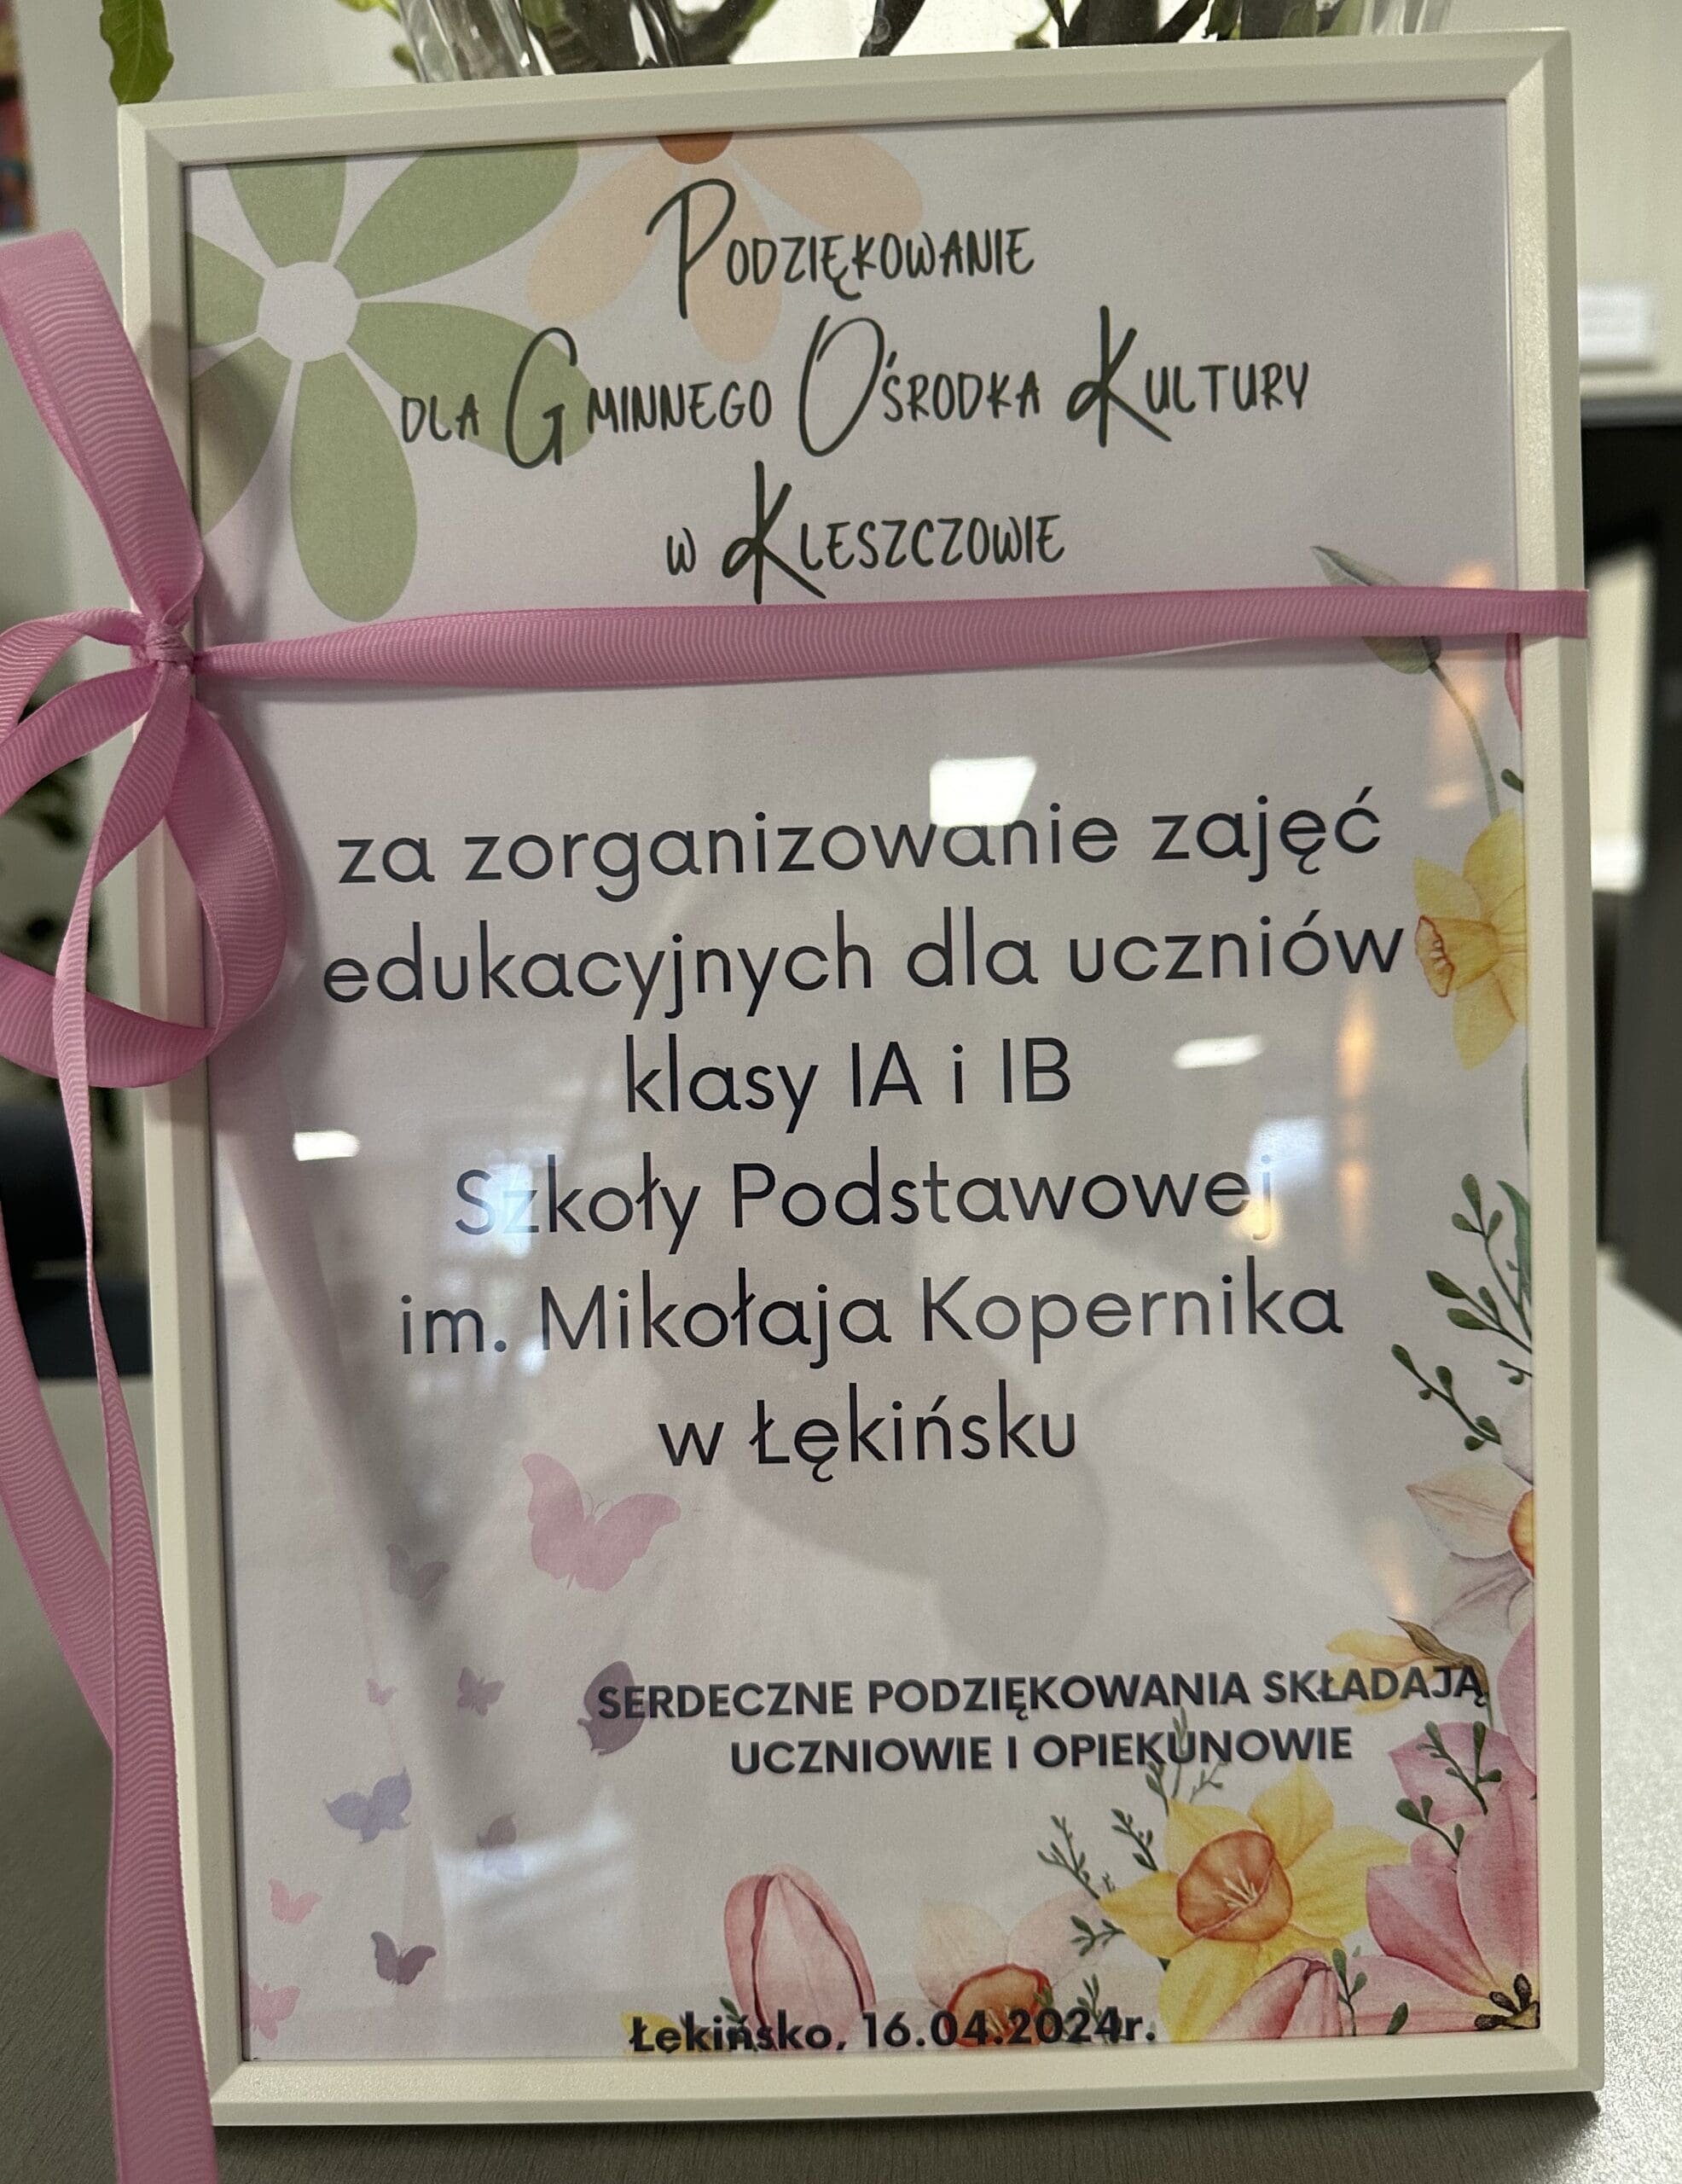 Podziękowanie
dla Gminnego Ośrodka Kultury
w Kleszczowie
za zorganizowanie zajęć
edukacyjnych dla uczniów
klasy IA i IB
Szkoły Podstawowej
im. Mikołaja Kopernika
w Łękińsku
SERDECZNE PODZIĘKOWANIA SKŁADAJĄ
UCZNIOWIE I OPIEKUNOWIE
Łękińsko, 16.04.2024r.